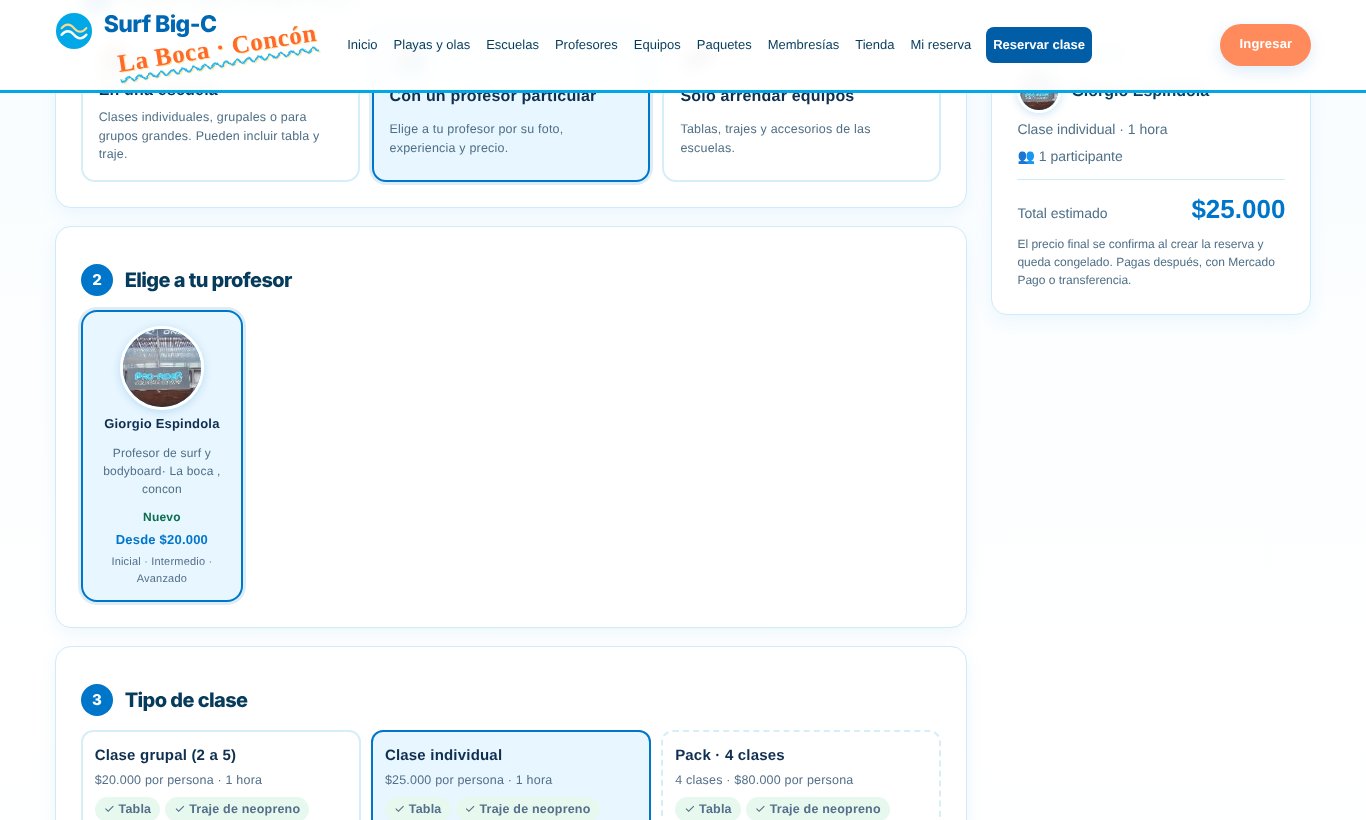 Surf Big-C
La Boca · Concón
Inicio
Playas y olas
Escuelas
Profesores
Equipos
Paquetes
Membresías
Tienda
Mi reserva
Reservar clase
Ingresar
En una escuela
Clases individuales, grupales o para
grupos grandes. Pueden incluir tabla y
traje.
Con un profesor particular
Elige a tu profesor por su foto,
experiencia y precio.
Solo arrendar equipos
Tablas, trajes y accesorios de las
escuelas.
Giorgio Espindola
Clase individual · 1 hora
👥 1 participante
Total estimado
$25.000
El precio final se confirma al crear la reserva y
queda congelado. Pagas después, con Mercado
Pago o transferencia.
2
Elige a tu profesor
PRO-RIDER
Giorgio Espindola
Profesor de surf y
bodyboard· La boca ,
concon
Nuevo
Desde $20.000
Inicial · Intermedio ·
Avanzado
3
Tipo de clase
Clase grupal (2 a 5)
$20.000 por persona · 1 hora
✓ Tabla
✓ Traje de neopreno
Clase individual
$25.000 por persona · 1 hora
✓ Tabla
✓ Traje de neopreno
Pack · 4 clases
4 clases · $80.000 por persona
✓ Tabla
✓ Traje de neopreno